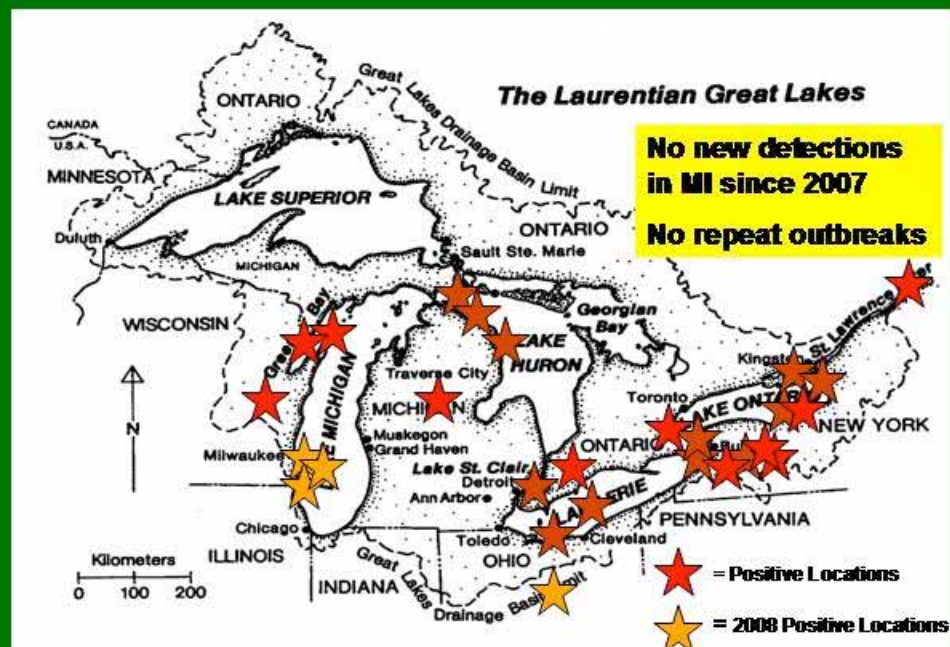 The Laurentian Great Lakes
No new detections
in MI since 2007
No repeat outbreaks
ONTARIO
Great Lakes Drainage Basin Limit
CANADA
U.S.A.
MINNESOTA
LAKE SUPERIOR
Duluth
ONTARIO
Sault Ste. Marie
MICHIGAN
Georgian
Bay
WISCONSIN
Bay
St Lawrence
LAKE
HURON
Kingston
Traverse City
N
MICHIGAN
MICHIGAN
Toronto
LAKE
NEW YORK
Muskegon
Grand Haven
ONTARIO
Milwaukee
Lake St. Clair
Detroit
Ann Arbor
PENNSYLVANIA
Chicago
Toledo
Cleveland
ILLINOIS
OHIO
Kilometers
0 100 200
INDIANA
Great Lakes
Drainage Basin Limit
= Positive Locations
= 2008 Positive Locations